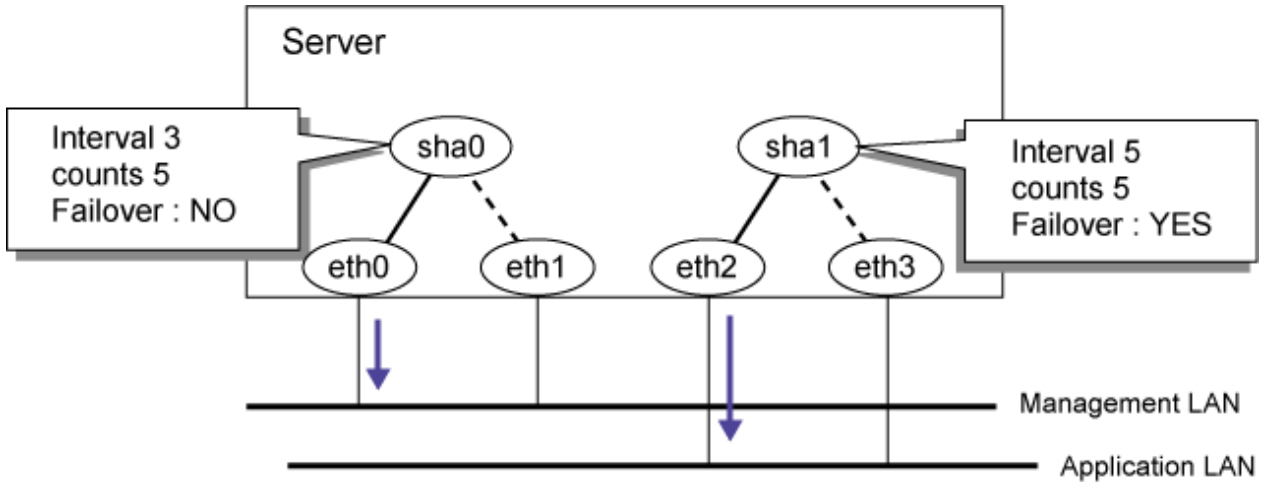 Server
Interval 3
counts 5
Failover : NO
sha0
sha1
Interval 5
counts 5
Failover : YES
eth0
eth1
eth2
eth3
Management LAN
Application LAN